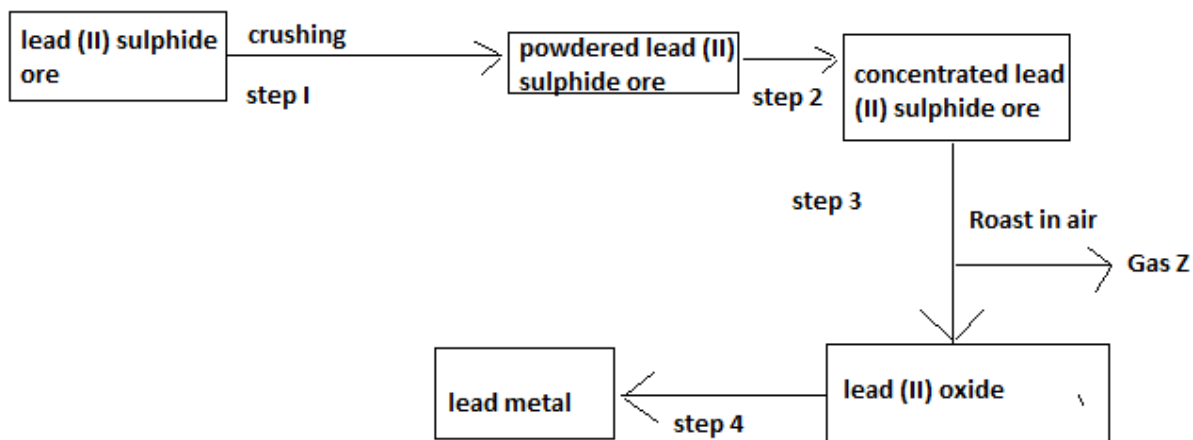 lead (II) sulphide
ore
crushing
step I
powdered lead (II)
sulphide ore
step 2
concentrated lead
(II) sulphide ore
step 3
Roast in air
Gas Z
lead (II) oxide
step 4
lead metal